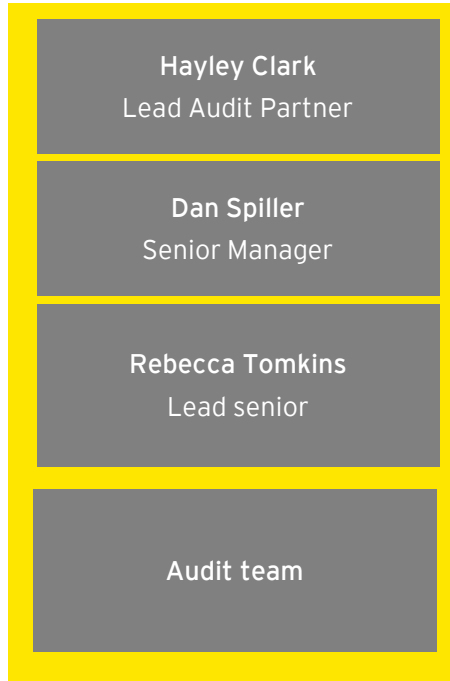 Hayley Clark
Lead Audit Partner
Dan Spiller
Senior Manager
Rebecca Tomkins
Lead senior
Audit team